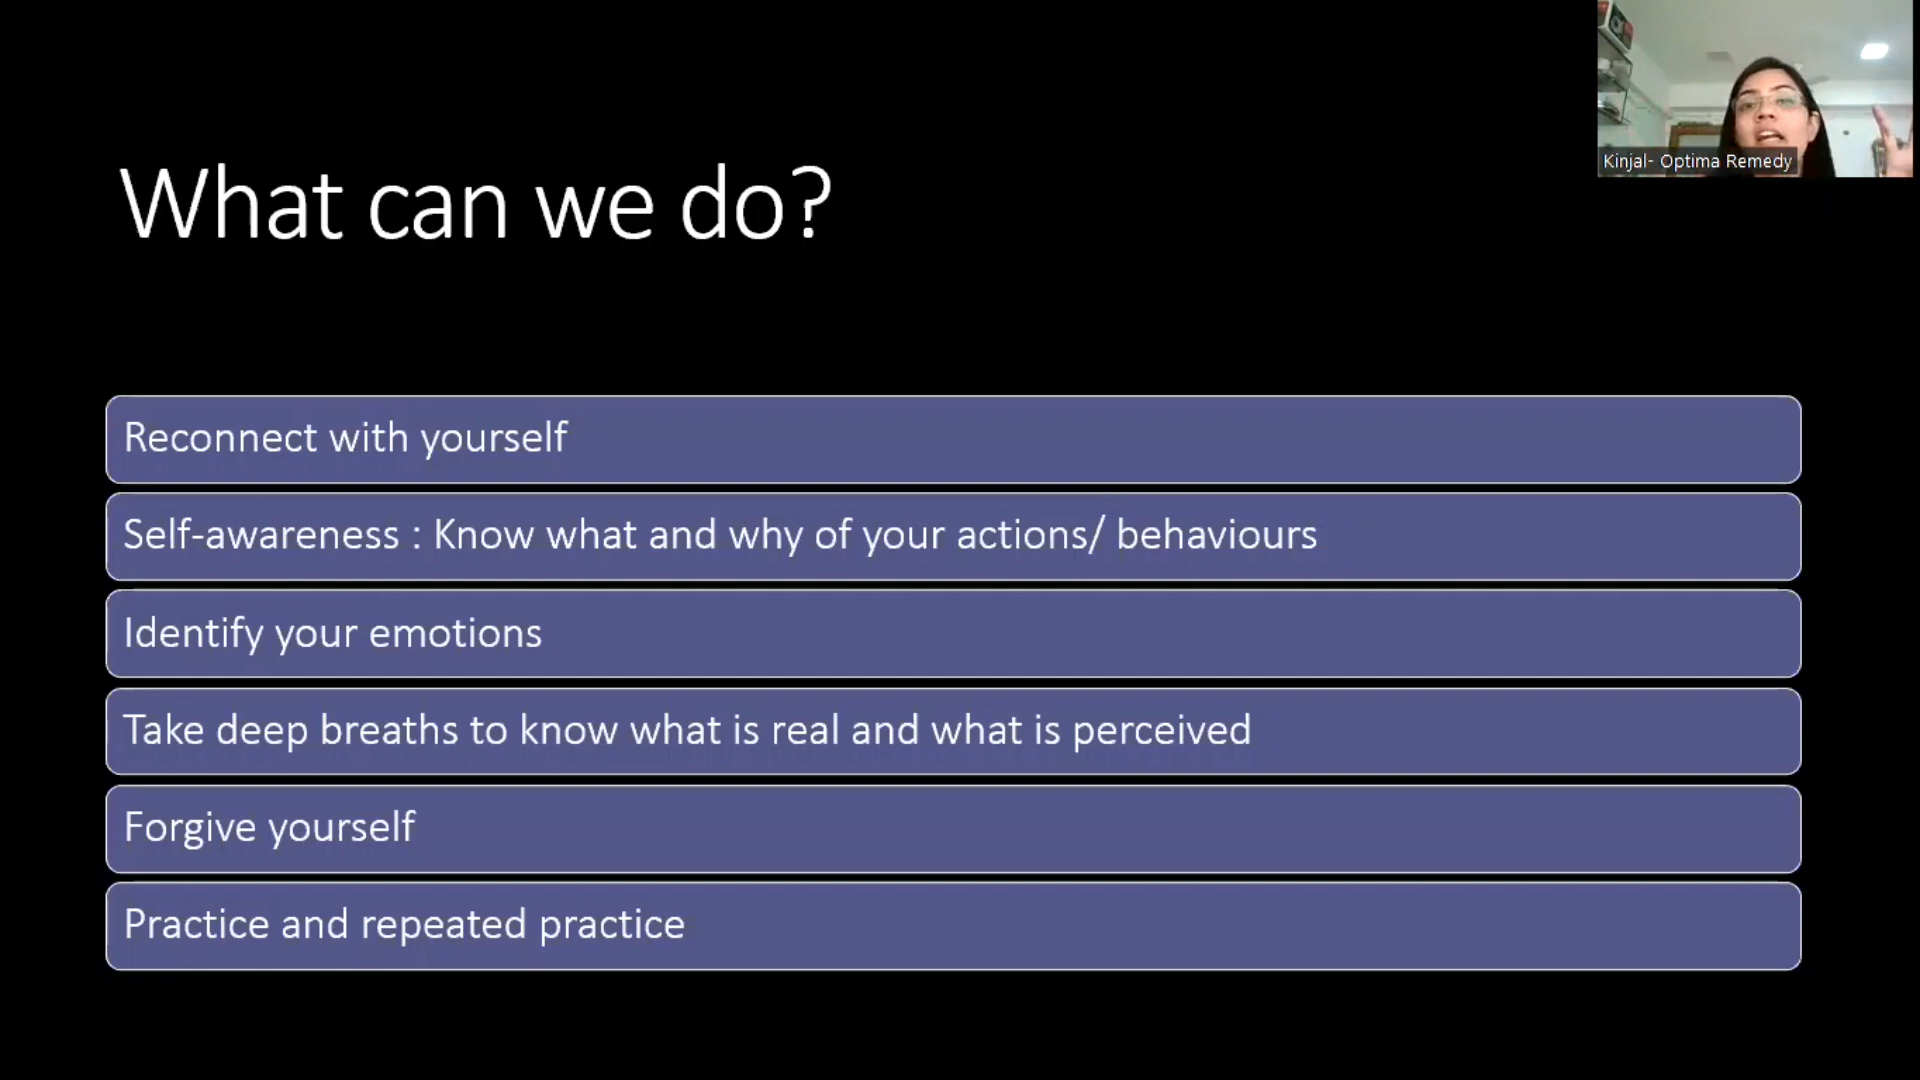 What can we do?
Kinjal- Optima Remedy
Reconnect with yourself
Self-awareness : Know what and why of your actions/ behaviours
Identify your emotions
Take deep breaths to know what is real and what is perceived
Forgive yourself
Practice and repeated practice